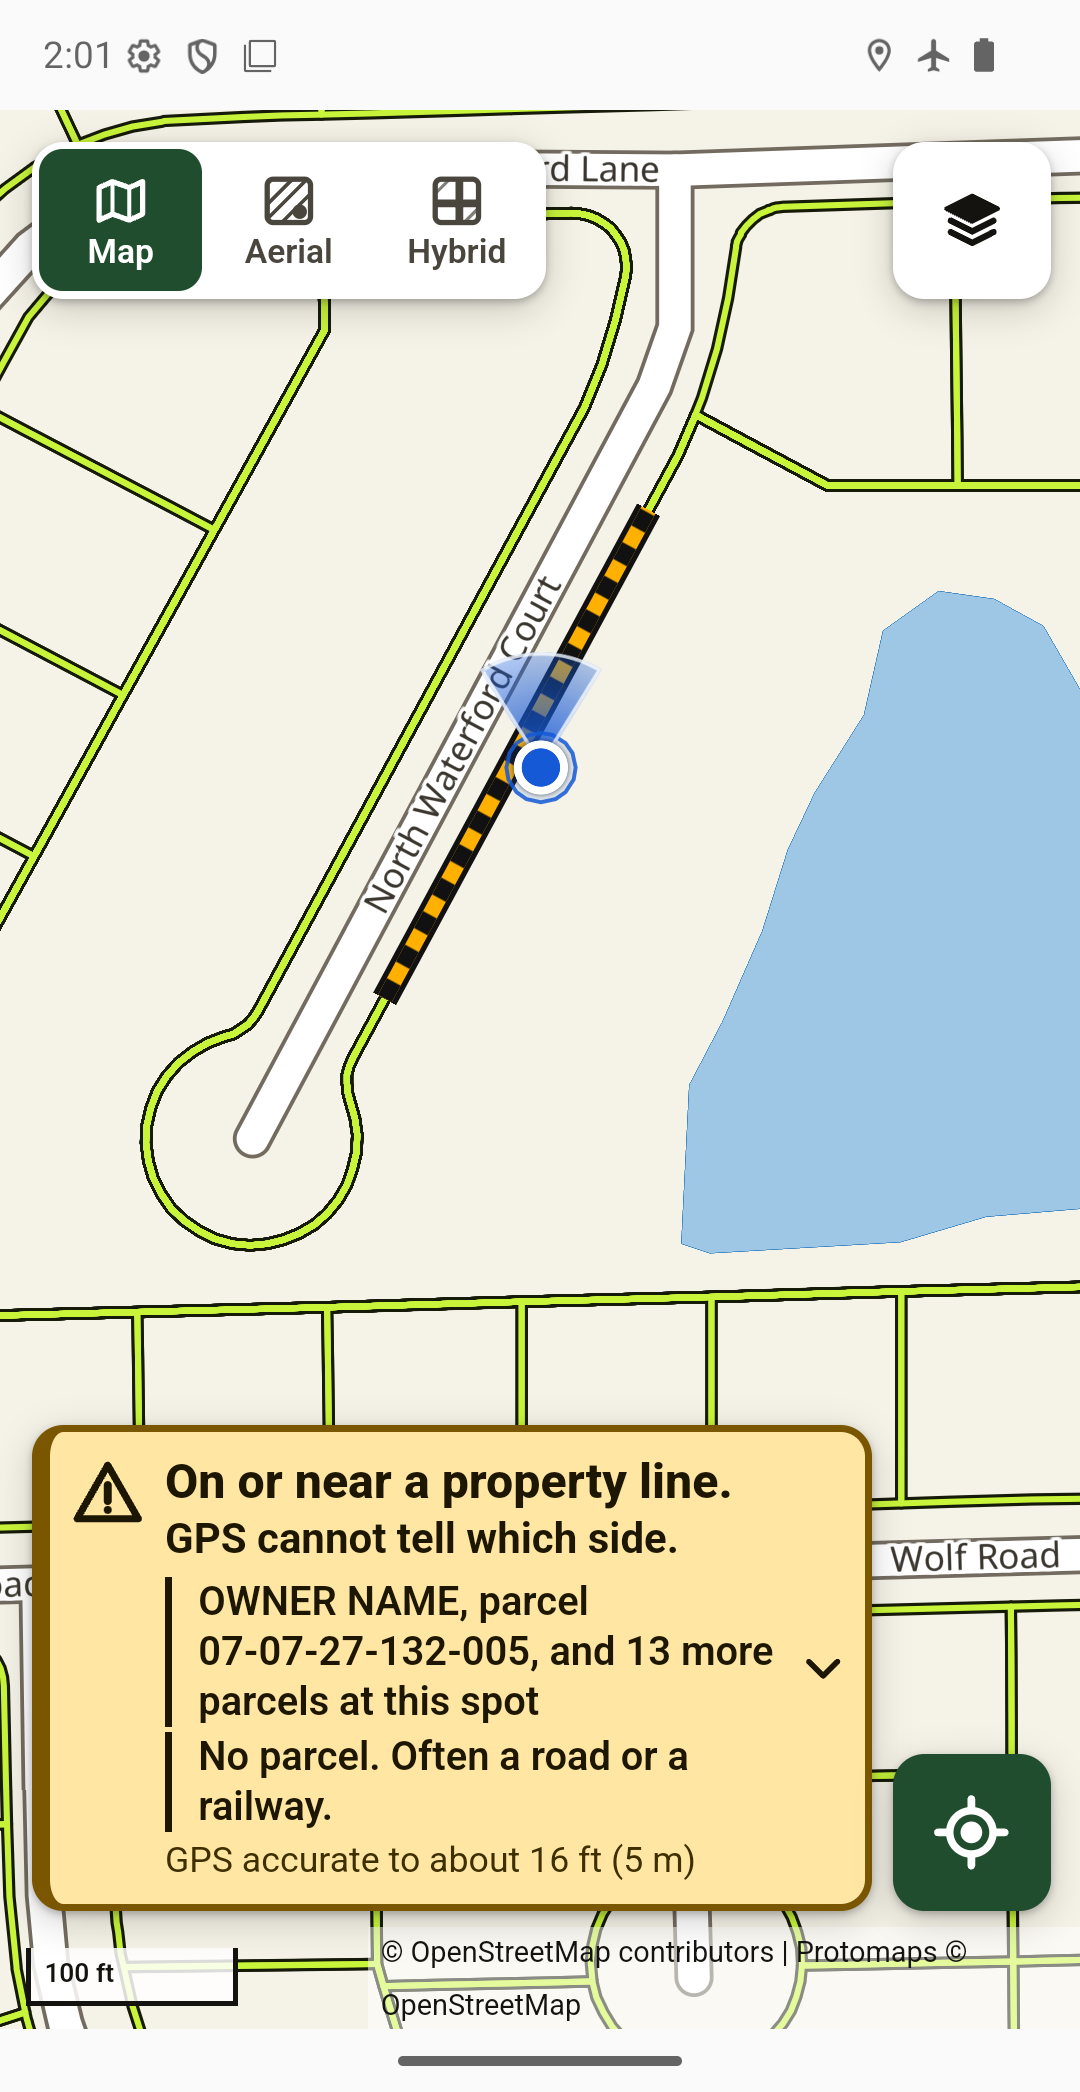 2:01
rd Lane
Map
Aerial
Hybrid
North Waterford Court
On or near a property line.
GPS cannot tell which side.
OWNER NAME, parcel
07-07-27-132-005, and 13 more
parcels at this spot
No parcel. Often a road or a
railway.
GPS accurate to about 16 ft (5 m)
Wolf Road
100 ft
© OpenStreetMap contributors | Protomaps ©
OpenStreetMap